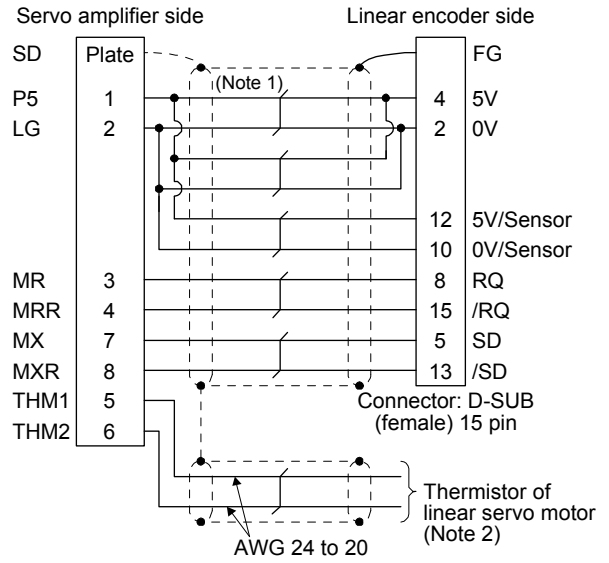 Servo amplifier side Linear encoder side
SD Plate FG
(Note 1)
P5 1 4 5V
LG 2 2 0V
12 5V/Sensor
10 0V/Sensor
MR 3 8 RQ
MRR 4 15 /RQ
MX 7 5 SD
MXR 8 13 /SD
THM1 5
THM2 6
Connector: D-SUB
(female) 15 pin
Thermistor of
linear servo motor
(Note 2)
AWG 24 to 20